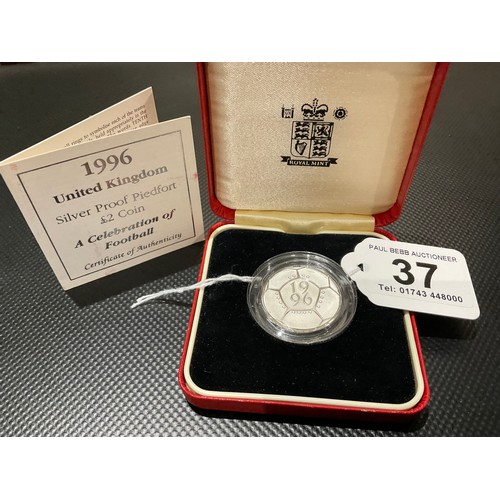 1996
United Kingdom
Silver Proof Piedfort
£2 Coin
A Celebration of
Football
Certificate of Authenticity
ROYAL MINT
19
96
PAUL BEBB AUCTIONEER
37
Tel: 01743 448000